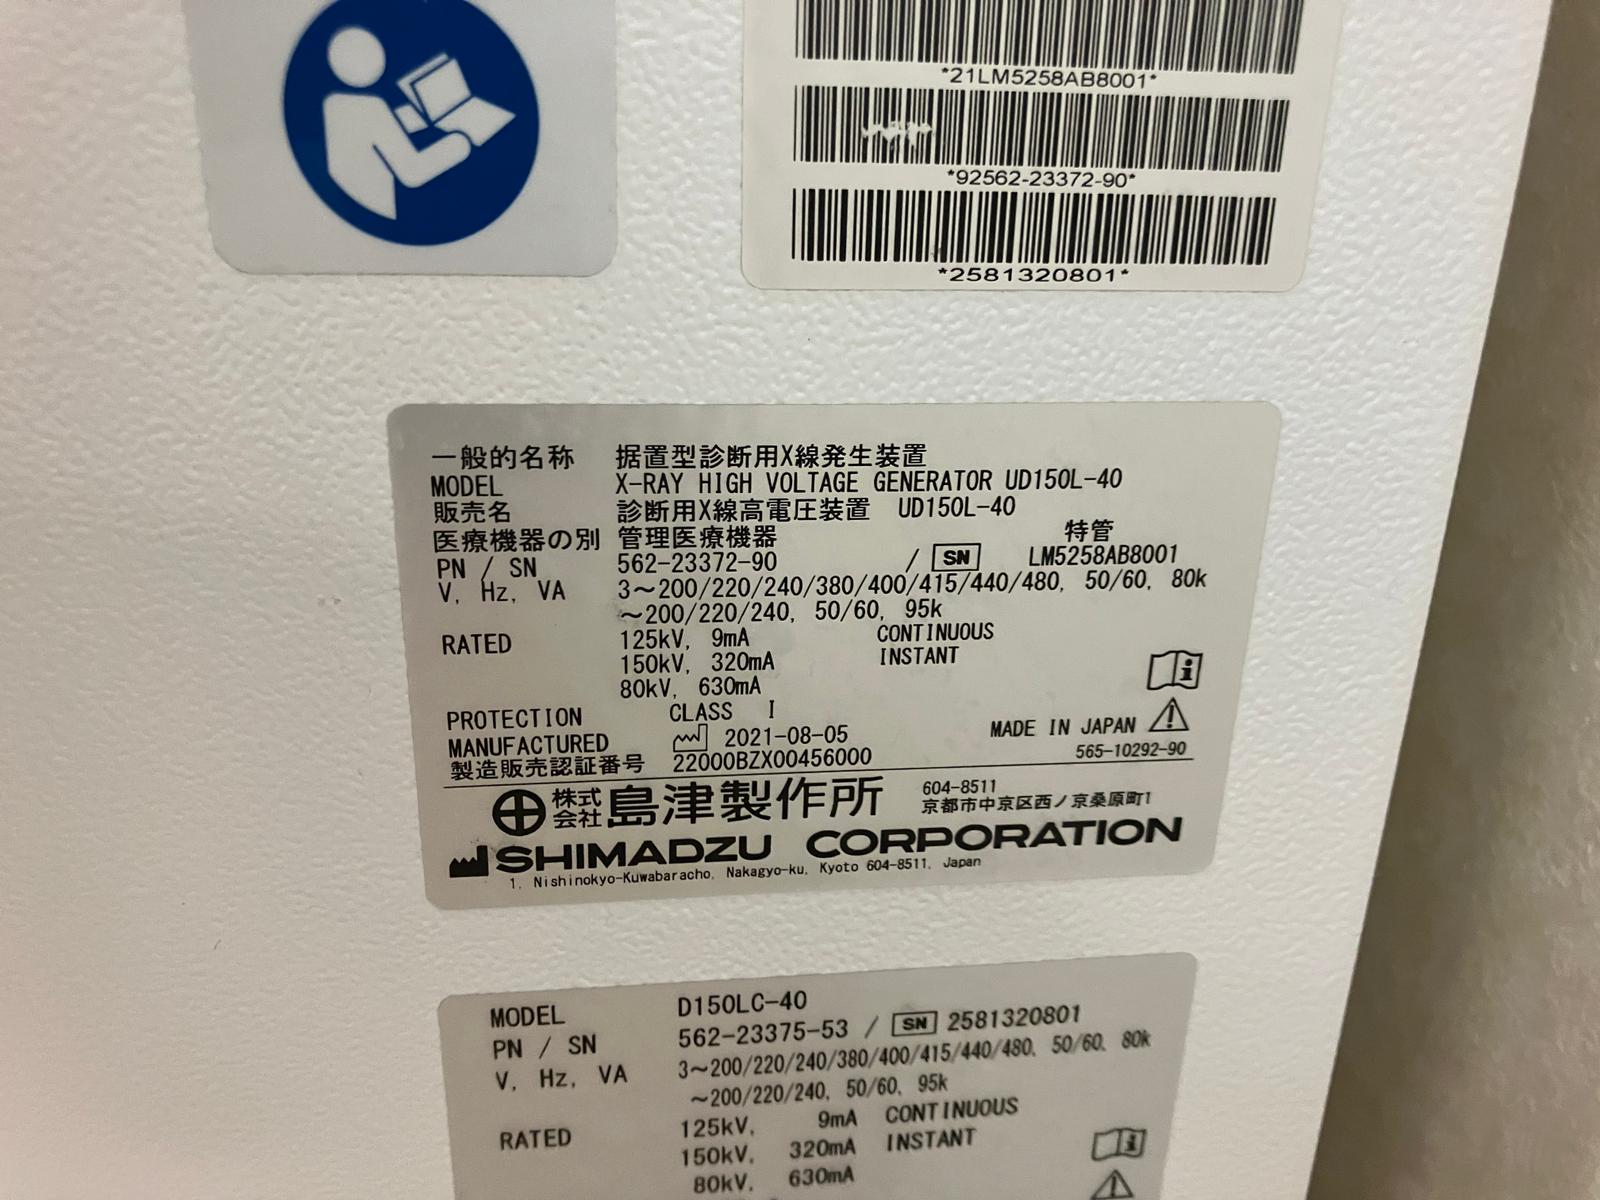 *21LM5258AB8001*
*92562-23372-90*
*2581320801*
一般的名称 据置型診断用X線発生装置
MODEL X-RAY HIGH VOLTAGE GENERATOR UD150L-40
販売名 診断用X線高電圧装置 UD150L-40
医療機器の別 管理医療機器 特管
PN / SN 562-23372-90 / SN LM5258AB8001
V, Hz, VA 3～200/220/240/380/400/415/440/480, 50/60, 80k
～200/220/240, 50/60, 95k
RATED 125kV, 9mA CONTINUOUS
150kV, 320mA INSTANT
80kV, 630mA
PROTECTION CLASS I
MANUFACTURED 2021-08-05 MADE IN JAPAN
製造販売認証番号 22000BZX00456000 565-10292-90
株式会社 島津製作所 604-8511
京都市中京区西ノ京桑原町1
SHIMADZU CORPORATION
1, Nishinokyo-Kuwabaracho, Nakagyo-ku, Kyoto 604-8511, Japan
MODEL D150LC-40
PN / SN 562-23375-53 / SN 2581320801
V, Hz, VA 3～200/220/240/380/400/415/440/480, 50/60, 80k
～200/220/240, 50/60, 95k
RATED 125kV, 9mA CONTINUOUS
150kV, 320mA INSTANT
80kV, 630mA